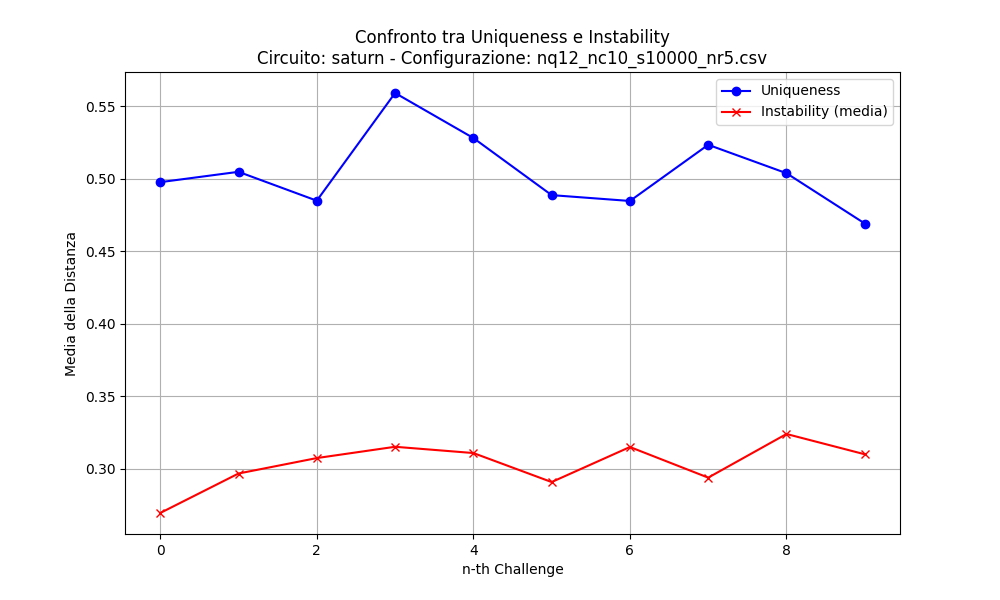 Confronto tra Uniqueness e Instability
Circuito: saturn - Configurazione: nq12_nc10_s10000_nr5.csv
Uniqueness
Instability (media)
Media della Distanza
0.55
0.50
0.45
0.40
0.35
0.30
0 2 4 6 8
n-th Challenge